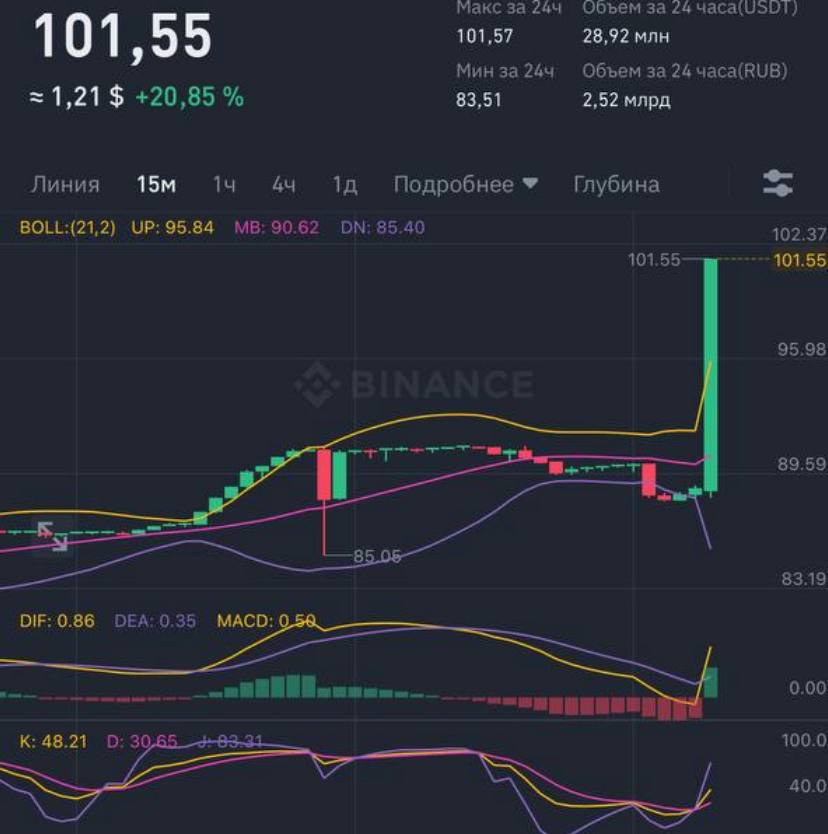 Макс за 24ч Объем за 24 часа(USDT)
101,55 101,57 28,92 млн
Мин за 24ч Объем за 24 часа(RUB)
≈ 1,21 $ +20,85 % 83,51 2,52 млрд
Линия 15м 1ч 4ч 1д Подробнее Глубина
BOLL:(21,2) UP: 95.84 MB: 90.62 DN: 85.40
102.37
101.55 101.55
95.98
BINANCE
89.59
85.05
83.19
DIF: 0.86 DEA: 0.35 MACD: 0.50
0.00
K: 48.21 D: 30.65 J: 83.31
100.0
40.0